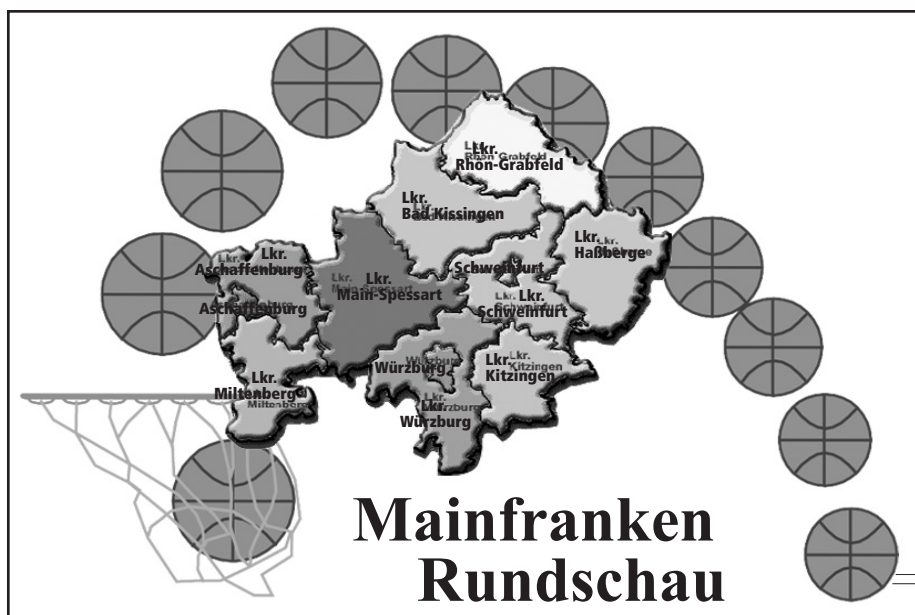 Lkr.
Rhön-Grabfeld
Lkr.
Bad Kissingen
Lkr.
Haßberge
Lkr.
Aschaffenburg
Schweinfurt
Lkr.
Main-Spessart
Lkr.
Schweinfurt
Aschaffenburg
Würzburg
Lkr.
Kitzingen
Lkr.
Miltenberg
Lkr.
Würzburg
Mainfranken
Rundschau